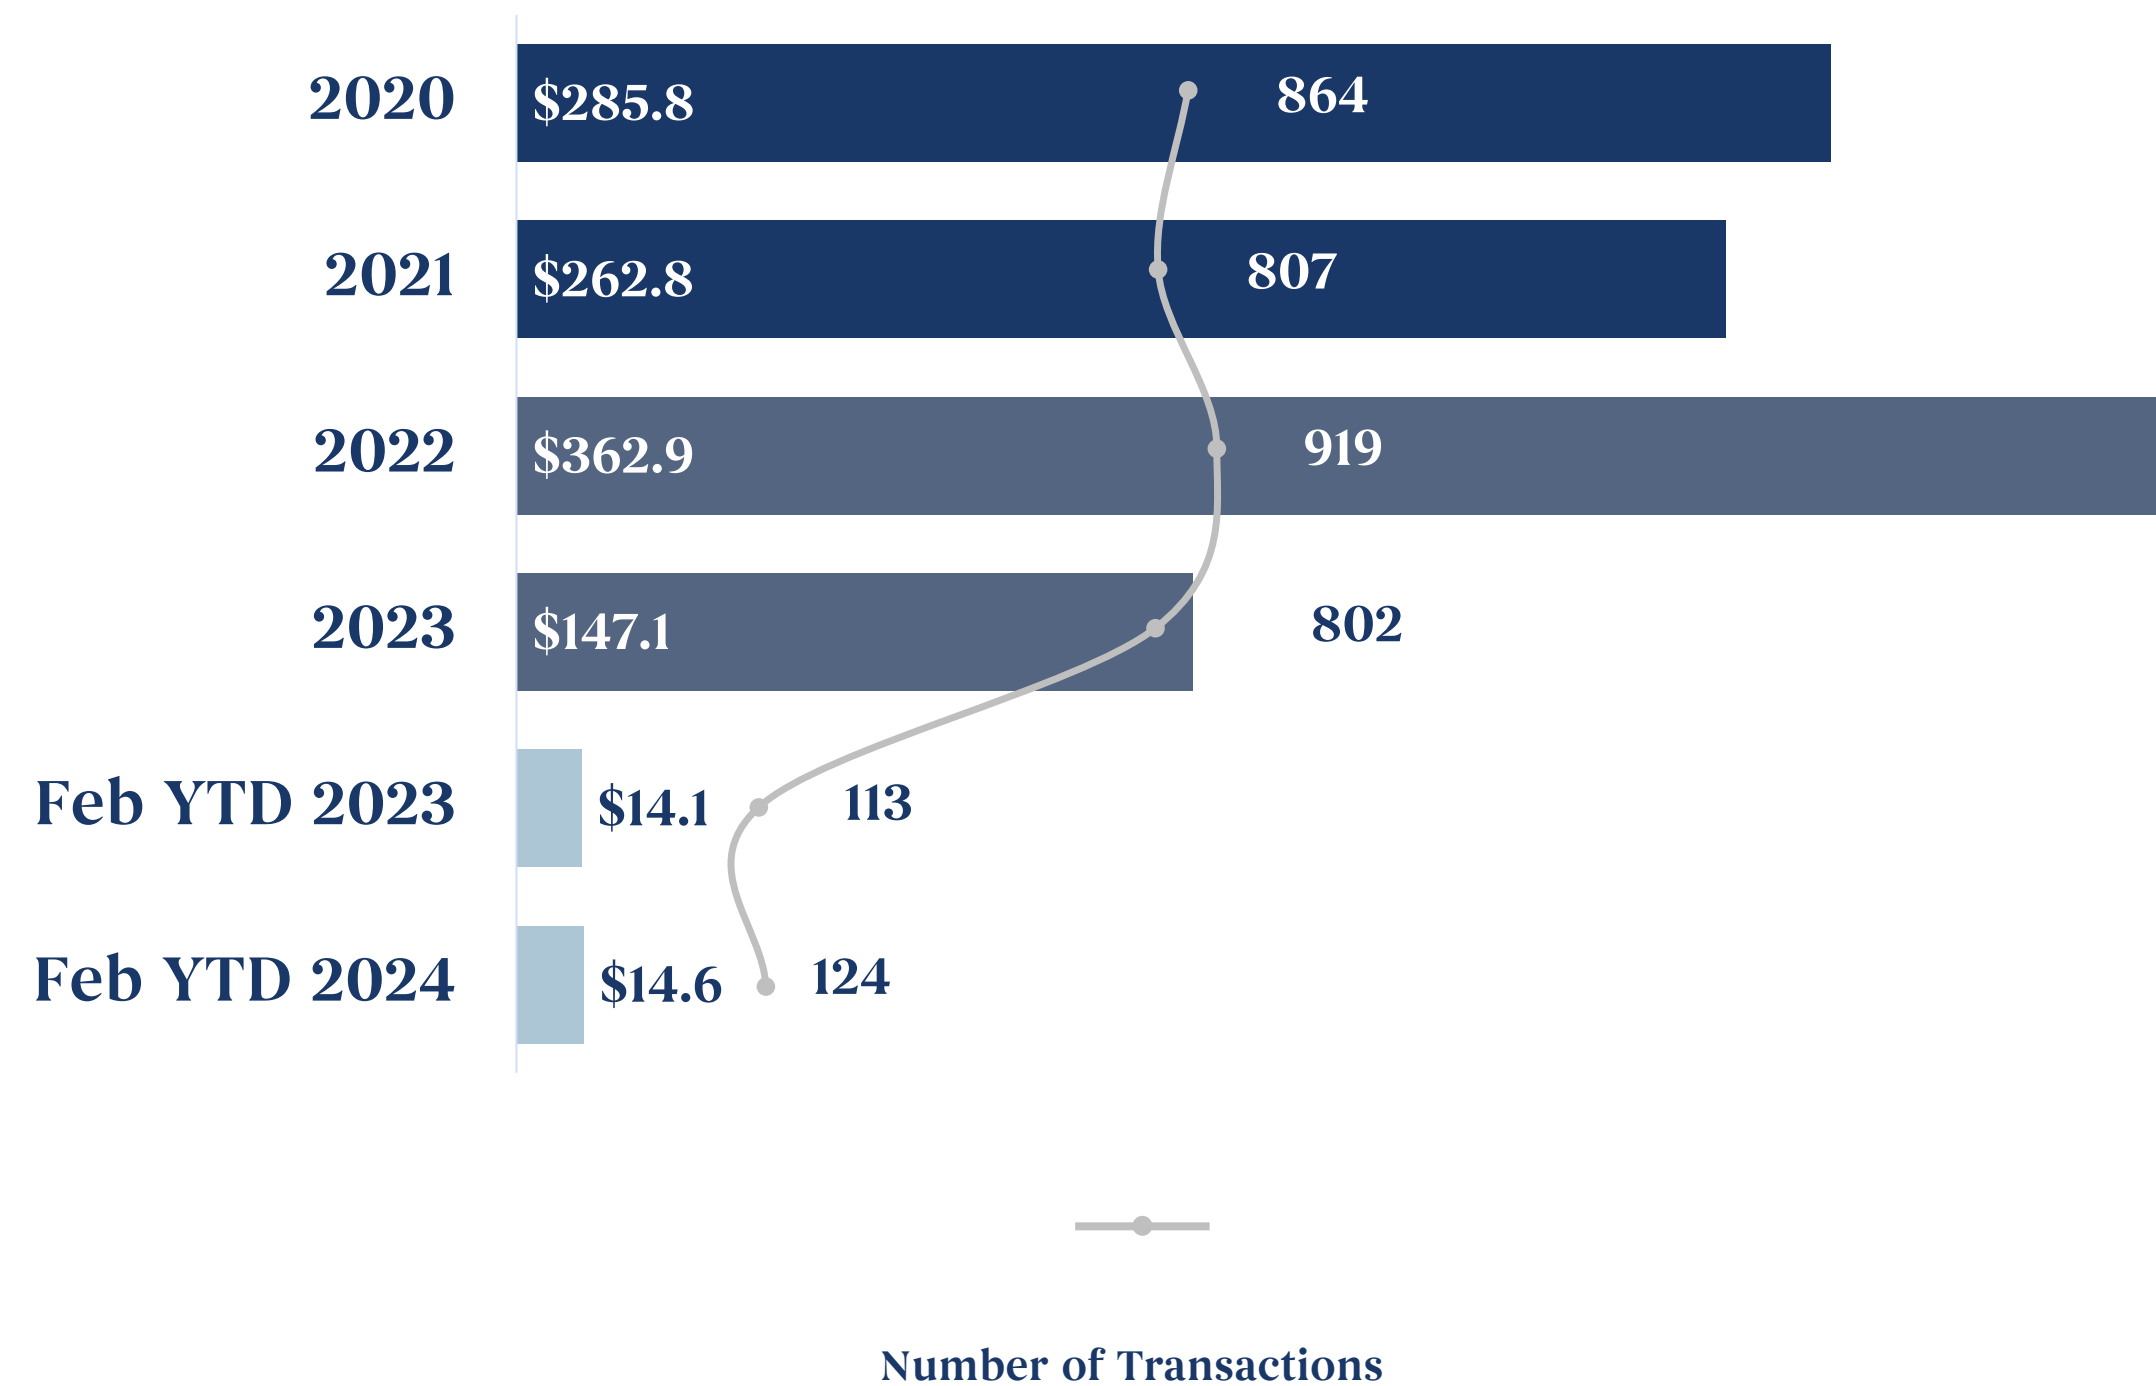 2020 $285.8 864
2021 $262.8 807
2022 $362.9 919
2023 $147.1 802
Feb YTD 2023 $14.1 113
Feb YTD 2024 $14.6 124
Number of Transactions